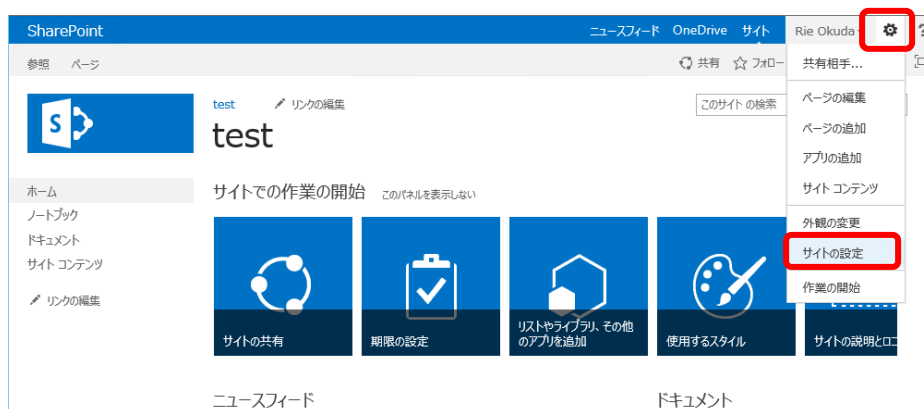 SharePoint
ニュースフィード OneDrive サイト Rie Okuda ?
参照 ページ
共有 フォロー
共有相手...
ページの編集
ページの追加
アプリの追加
サイト コンテンツ
外観の変更
サイトの設定
作業の開始
S
test リンクの編集
このサイト の検索
test
ホーム
ノートブック
ドキュメント
サイト コンテンツ
リンクの編集
サイトでの作業の開始 このパネルを表示しない
サイトの共有
期限の設定
リストやライブラリ、その他
のアプリを追加
使用するスタイル
サイトの説明とロゴ
ニュースフィード
ドキュメント